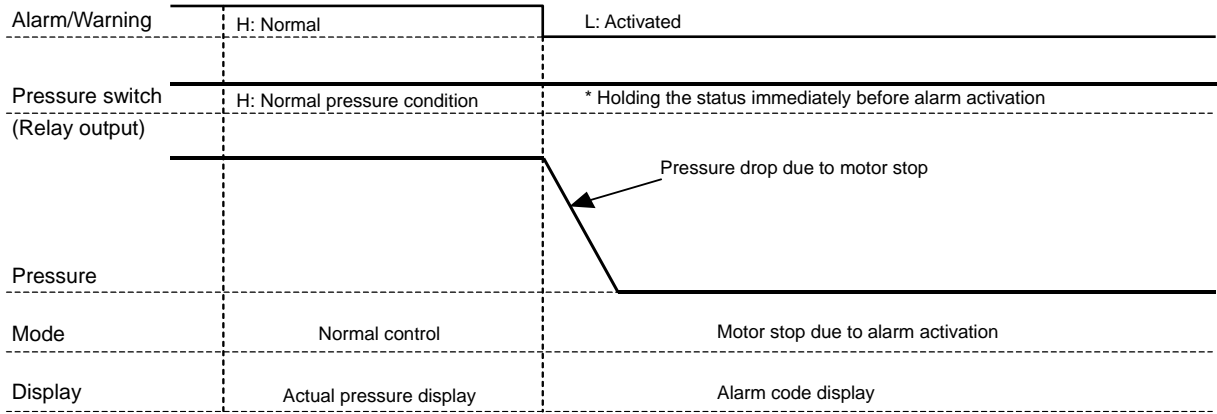 Alarm/Warning
H: Normal
L: Activated
Pressure switch
(Relay output)
H: Normal pressure condition
* Holding the status immediately before alarm activation
Pressure drop due to motor stop
Pressure
Mode
Normal control
Motor stop due to alarm activation
Display
Actual pressure display
Alarm code display